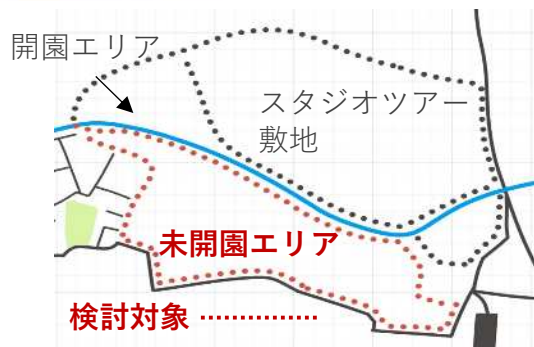 開園エリア
スタジオツアー
敷地
未開園エリア
検討対象